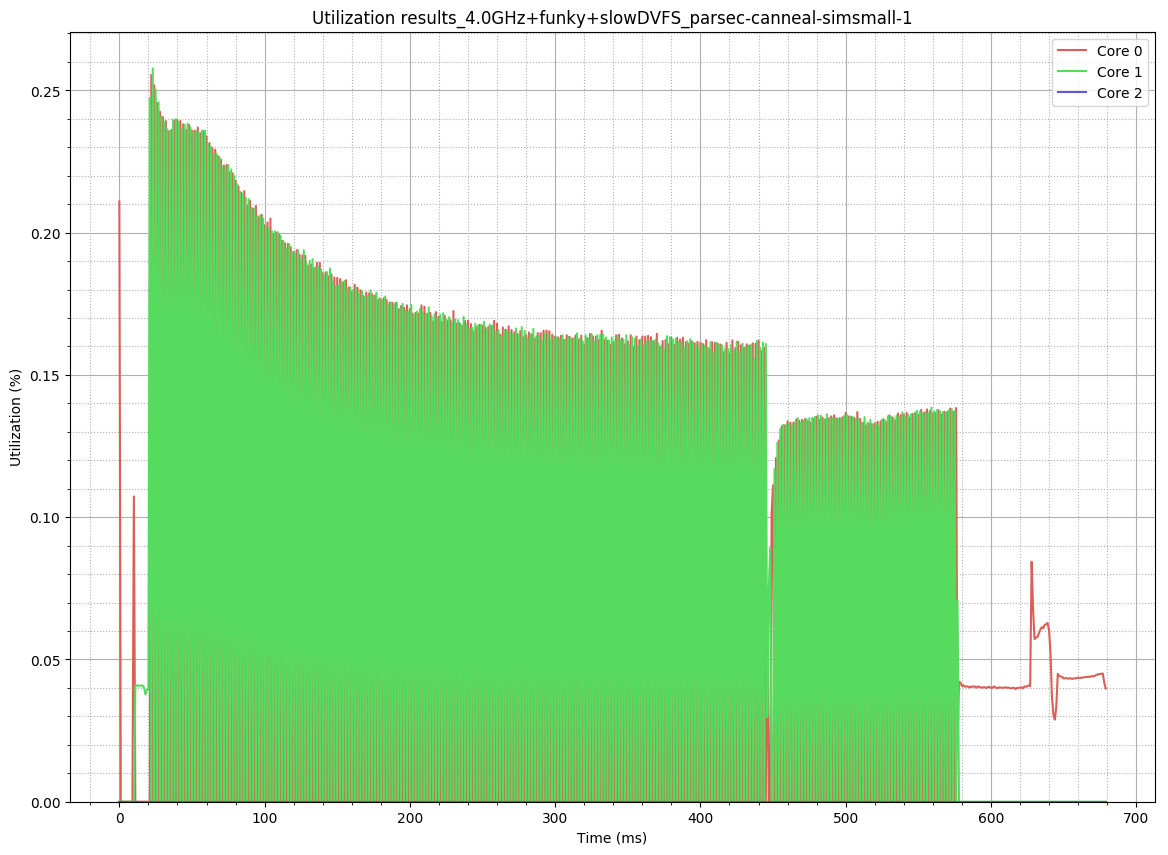 Utilization results_4.0GHz+funky+slowDVFS_parsec-canneal-simsmall-1
Core 0
Core 1
Core 2
Utilization (%)
0.25
0.20
0.15
0.10
0.05
0.00
0 100 200 300 400 500 600 700
Time (ms)